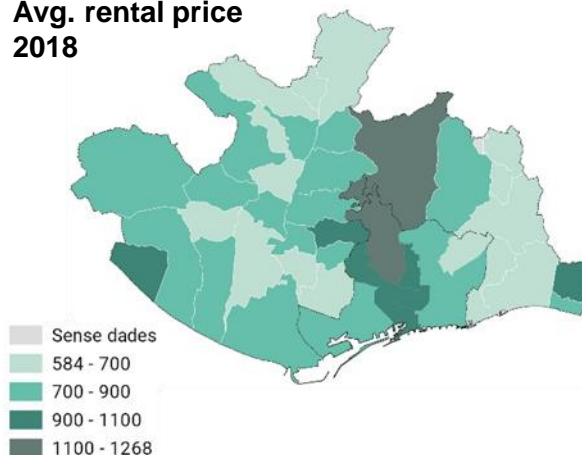 Avg. rental price
2018
Sense dades
584 - 700
700 - 900
900 - 1100
1100 - 1268